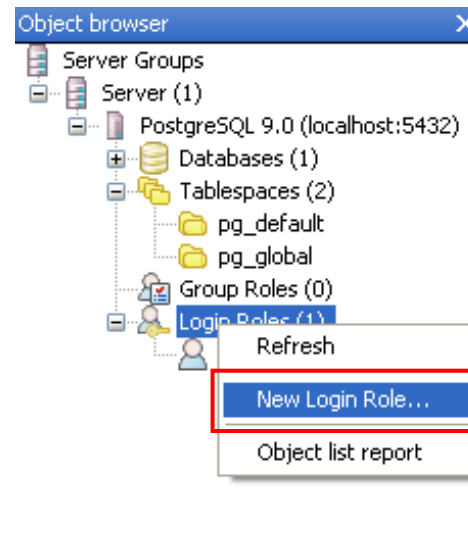 Object browser
Server Groups
Server (1)
PostgreSQL 9.0 (localhost:5432)
Databases (1)
Tablespaces (2)
pg_default
pg_global
Group Roles (0)
Login Roles (1)
Refresh
New Login Role...
Object list report